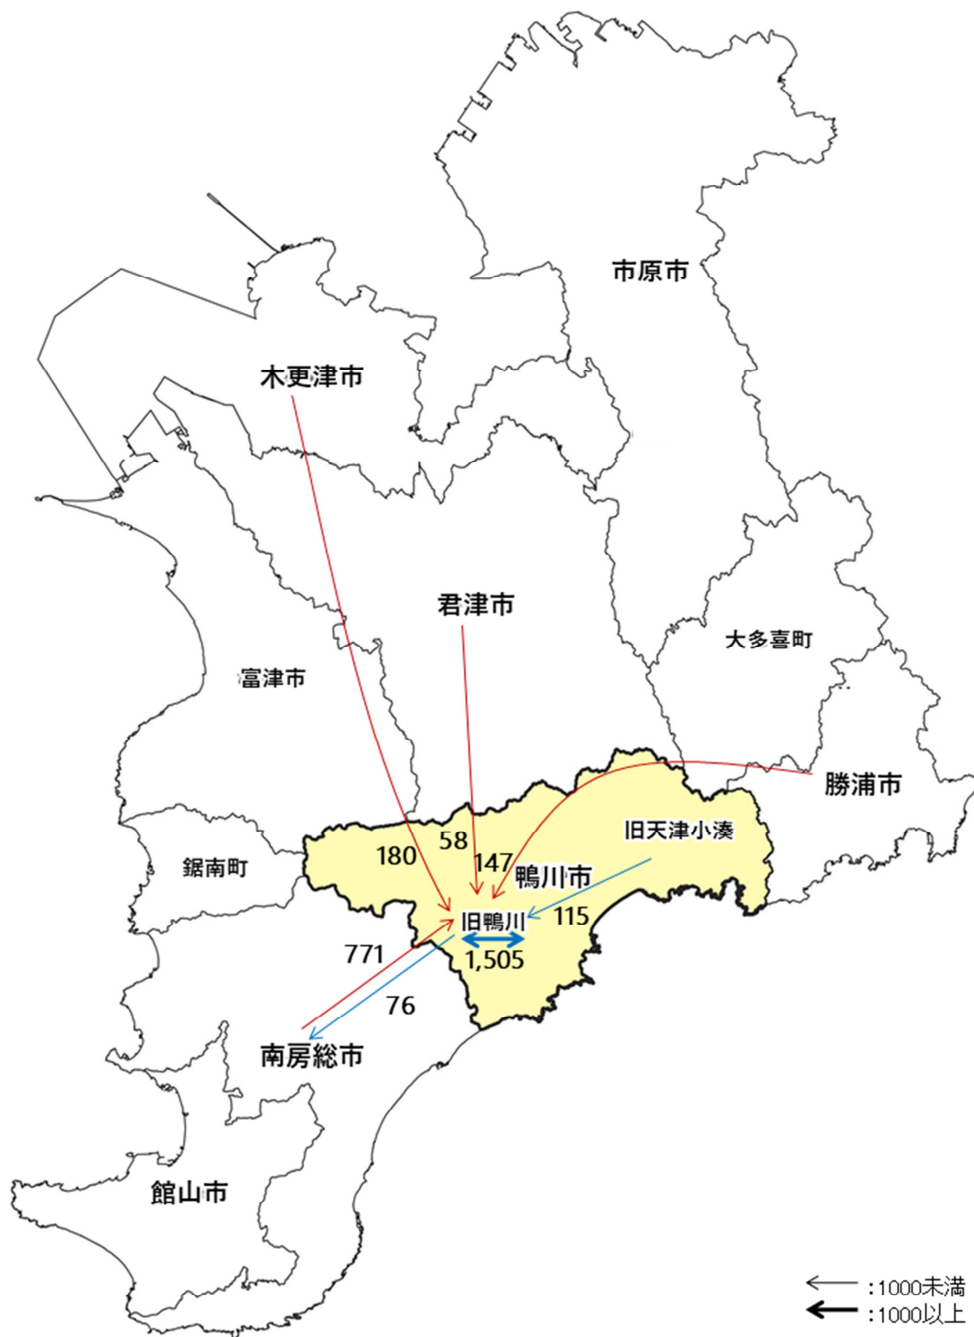 市原市
木更津市
君津市
大多喜町
富津市
勝浦市
旧天津小湊
58
180
147
鋸南町
鴨川市
115
旧鴨川
771
1,505
76
南房総市
館山市
:1000未満
:1000以上